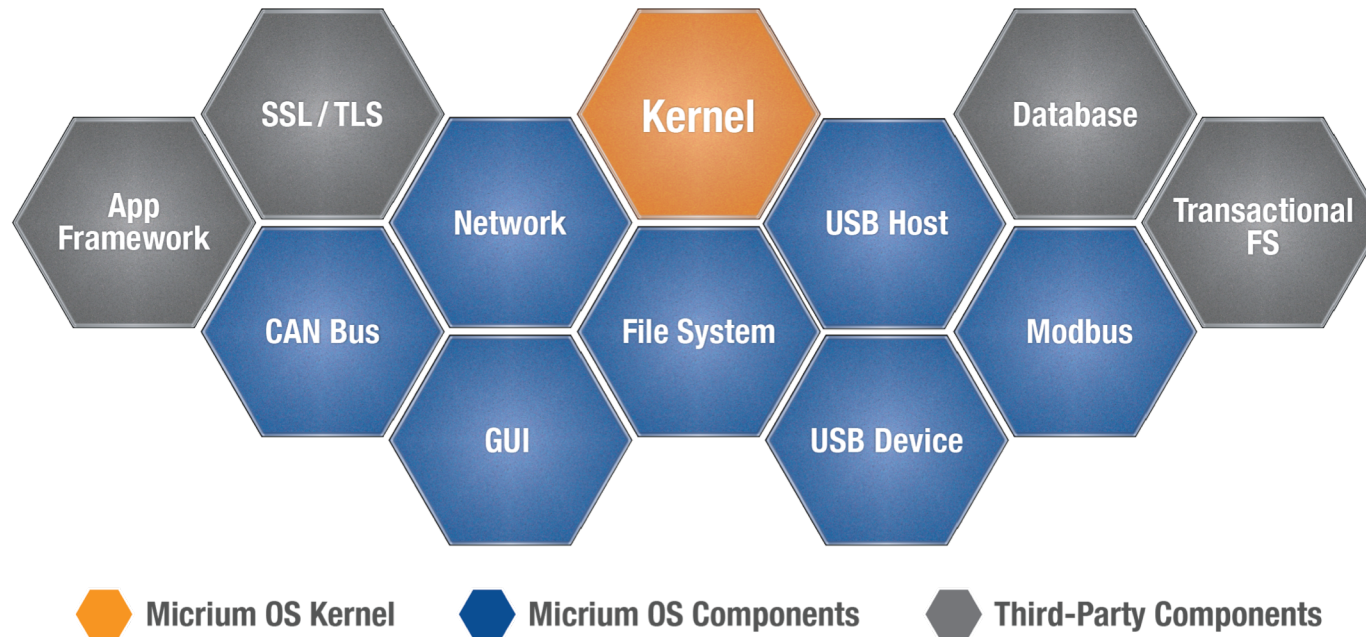 SSL / TLS
Kernel
Database
App
Framework
Network
USB Host
Transactional
FS
CAN Bus
File System
Modbus
GUI
USB Device
Micrium OS Kernel
Micrium OS Components
Third-Party Components